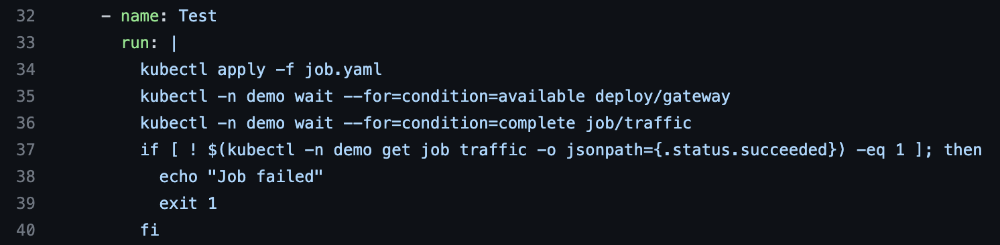 32 - name: Test
33 run: |
34 kubectl apply -f job.yaml
35 kubectl -n demo wait --for=condition=available deploy/gateway
36 kubectl -n demo wait --for=condition=complete job/traffic
37 if [ ! $(kubectl -n demo get job traffic -o jsonpath={.status.succeeded}) -eq 1 ]; then
38 echo "Job failed"
39 exit 1
40 fi